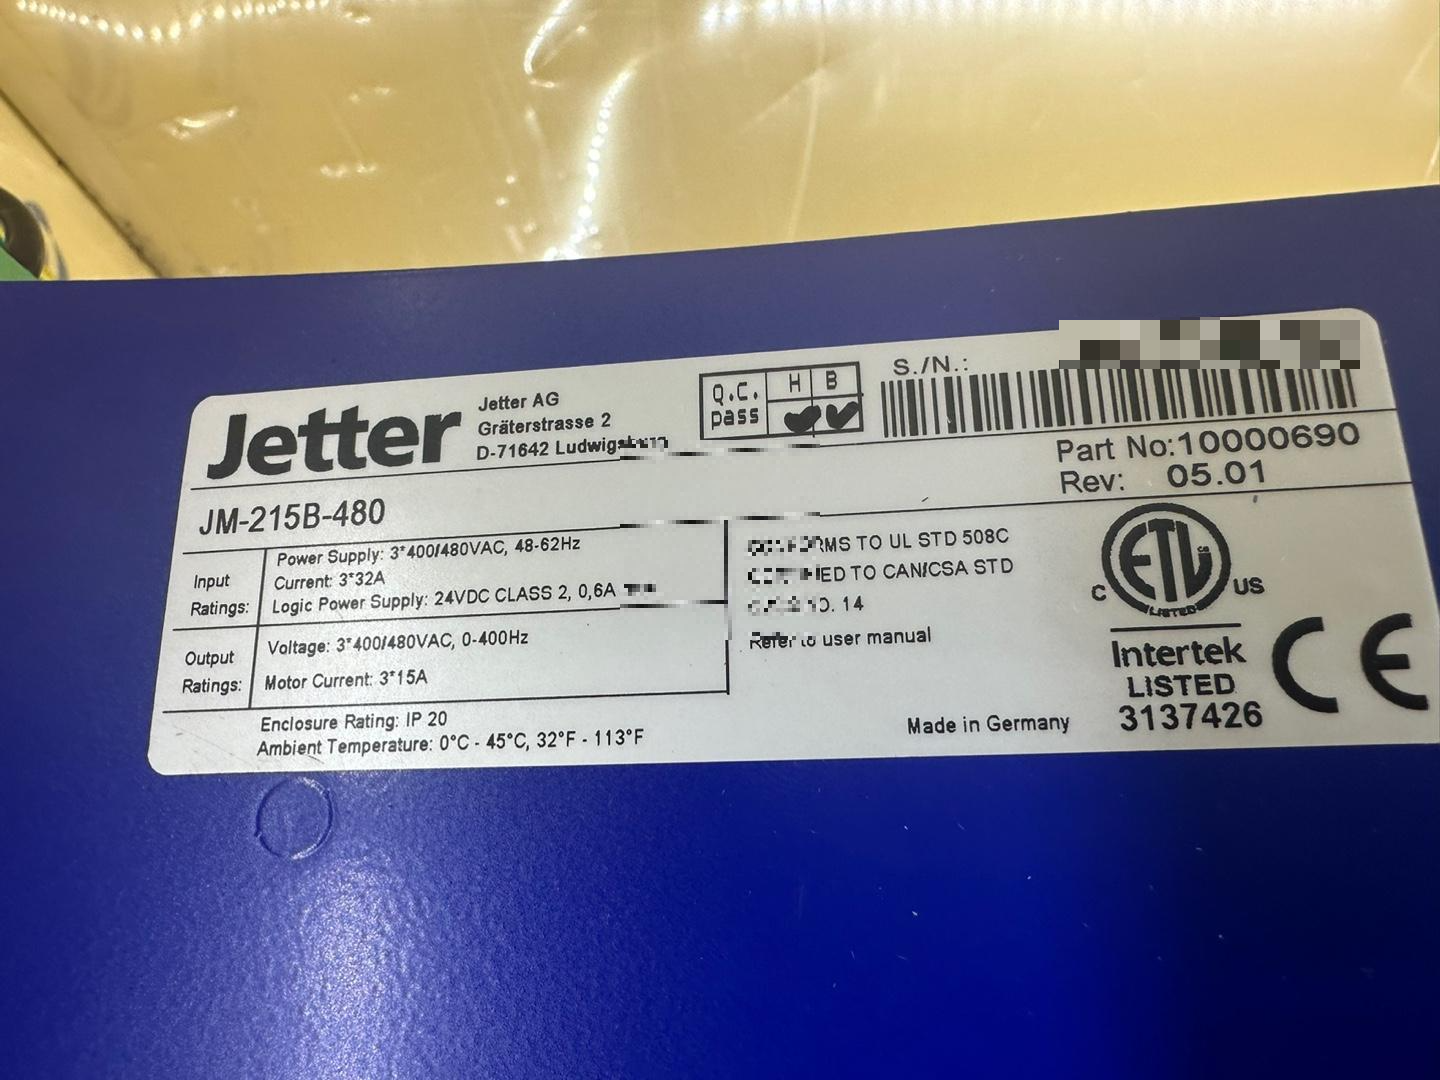 Jetter
Jetter AG
Gräterstrasse 2
D-71642
Q.C. pass
H B
S./N.:
Part No:10000690
Rev: 05.01
JM-215B-480
Input Ratings:
Power Supply: 3*400/480VAC, 48-62Hz
Current: 3*32A
Logic Power Supply: 24VDC CLASS 2, 0,6A
Output Ratings:
Voltage: 3*400/480VAC, 0-400Hz
Motor Current: 3*15A
Enclosure Rating: IP 20
Ambient Temperature: 0°C - 45°C, 32°F - 113°F
TO UL STD 508C
TO CAN/CSA STD
14
Refer to user manual
Made in Germany
C ETL US
LISTED
Intertek
LISTED
3137426
CE